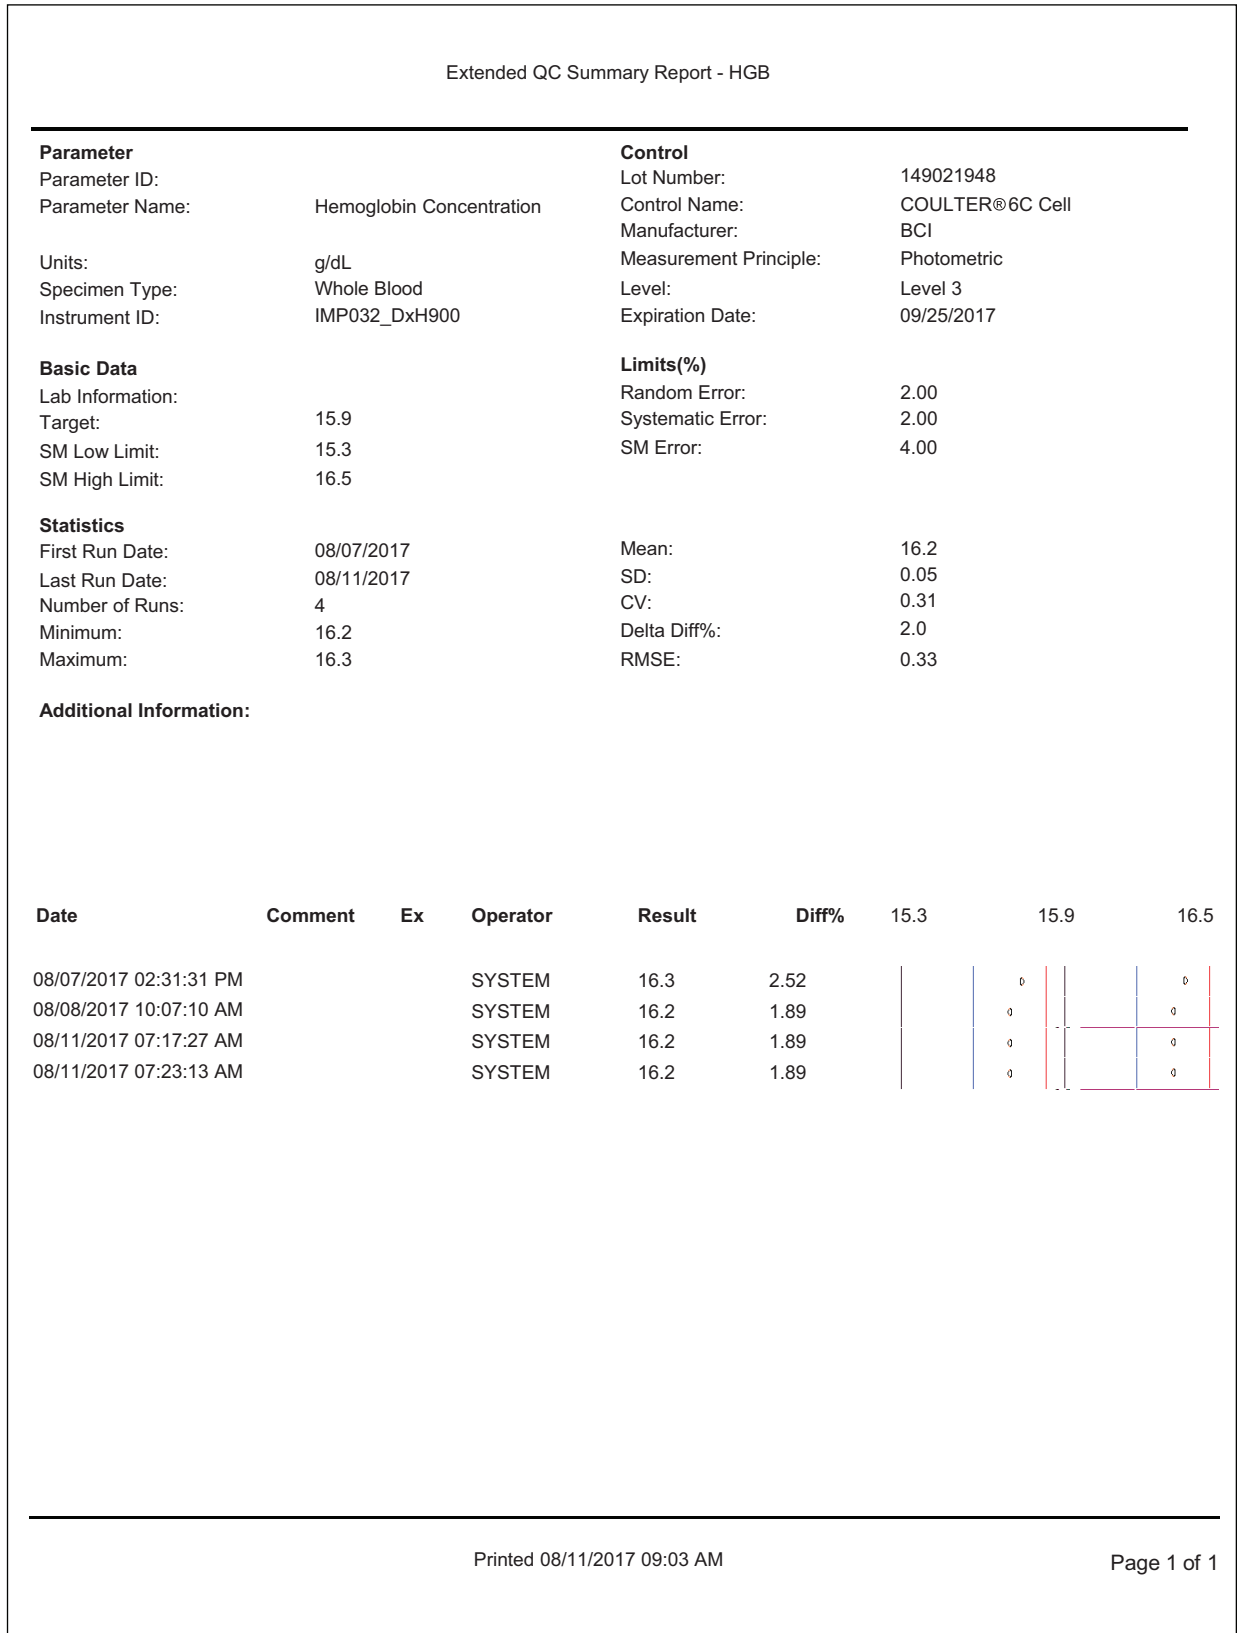 Extended QC Summary Report - HGB
Parameter
Parameter ID:
Parameter Name: Hemoglobin Concentration
Units: g/dL
Specimen Type: Whole Blood
Instrument ID: IMP032_DxH900
Control
Lot Number: 149021948
Control Name: COULTER®6C Cell
Manufacturer: BCI
Measurement Principle: Photometric
Level: Level 3
Expiration Date: 09/25/2017
Basic Data
Lab Information:
Target: 15.9
SM Low Limit: 15.3
SM High Limit: 16.5
Limits(%)
Random Error: 2.00
Systematic Error: 2.00
SM Error: 4.00
Statistics
First Run Date: 08/07/2017
Last Run Date: 08/11/2017
Number of Runs: 4
Minimum: 16.2
Maximum: 16.3
Mean: 16.2
SD: 0.05
CV: 0.31
Delta Diff%: 2.0
RMSE: 0.33
Additional Information:
Date Comment Ex Operator Result Diff% 15.3 15.9 16.5
08/07/2017 02:31:31 PM SYSTEM 16.3 2.52
08/08/2017 10:07:10 AM SYSTEM 16.2 1.89
08/11/2017 07:17:27 AM SYSTEM 16.2 1.89
08/11/2017 07:23:13 AM SYSTEM 16.2 1.89
Printed 08/11/2017 09:03 AM
Page 1 of 1